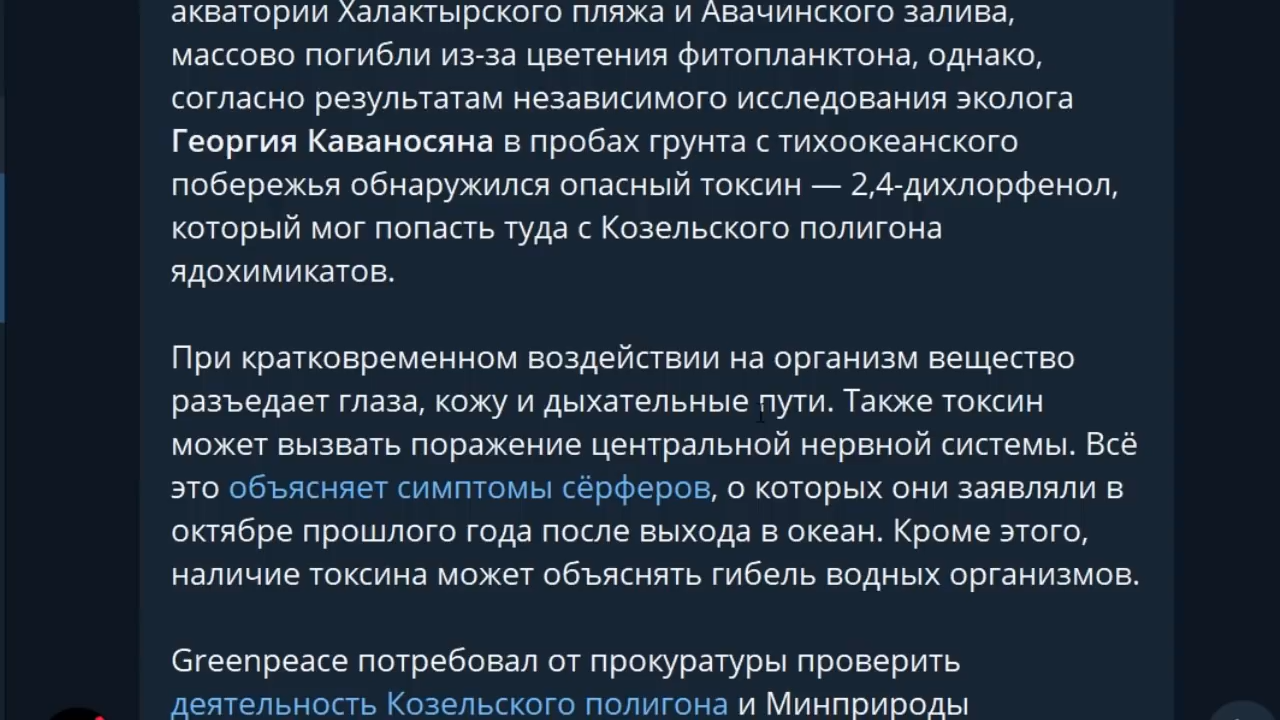 акватории Халактырского пляжа и Авачинского залива,
массово погибли из-за цветения фитопланктона, однако,
согласно результатам независимого исследования эколога
Георгия Каваносяна в пробах грунта с тихоокеанского
побережья обнаружился опасный токсин — 2,4-дихлорфенол,
который мог попасть туда с Козельского полигона
ядохимикатов.
При кратковременном воздействии на организм вещество
разъедает глаза, кожу и дыхательные пути. Также токсин
может вызвать поражение центральной нервной системы. Всё
это объясняет симптомы сёрферов, о которых они заявляли в
октябре прошлого года после выхода в океан. Кроме этого,
наличие токсина может объяснять гибель водных организмов.
Greenpeace потребовал от прокуратуры проверить
деятельность Козельского полигона и Минприроды